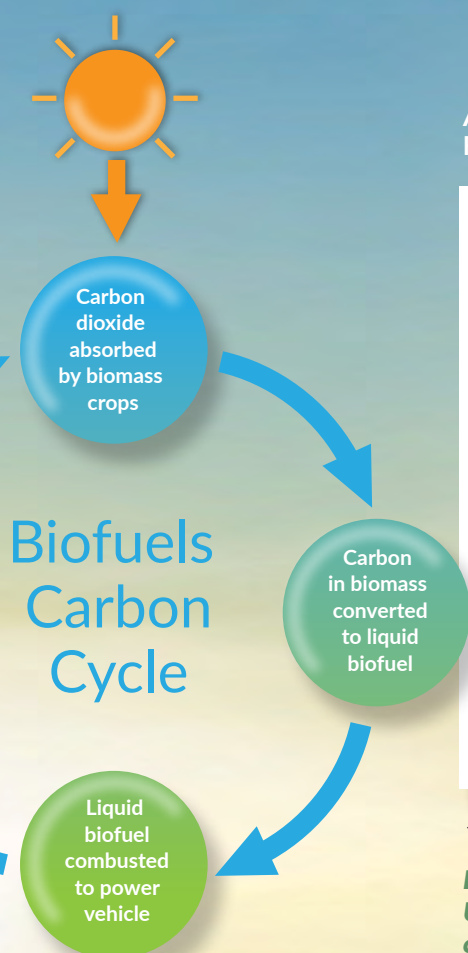 Carbon
dioxide
absorbed
by biomass
crops
Biofuels
Carbon
Cycle
Carbon
in biomass
converted
to liquid
biofuel
Liquid
biofuel
combusted
to power
vehicle